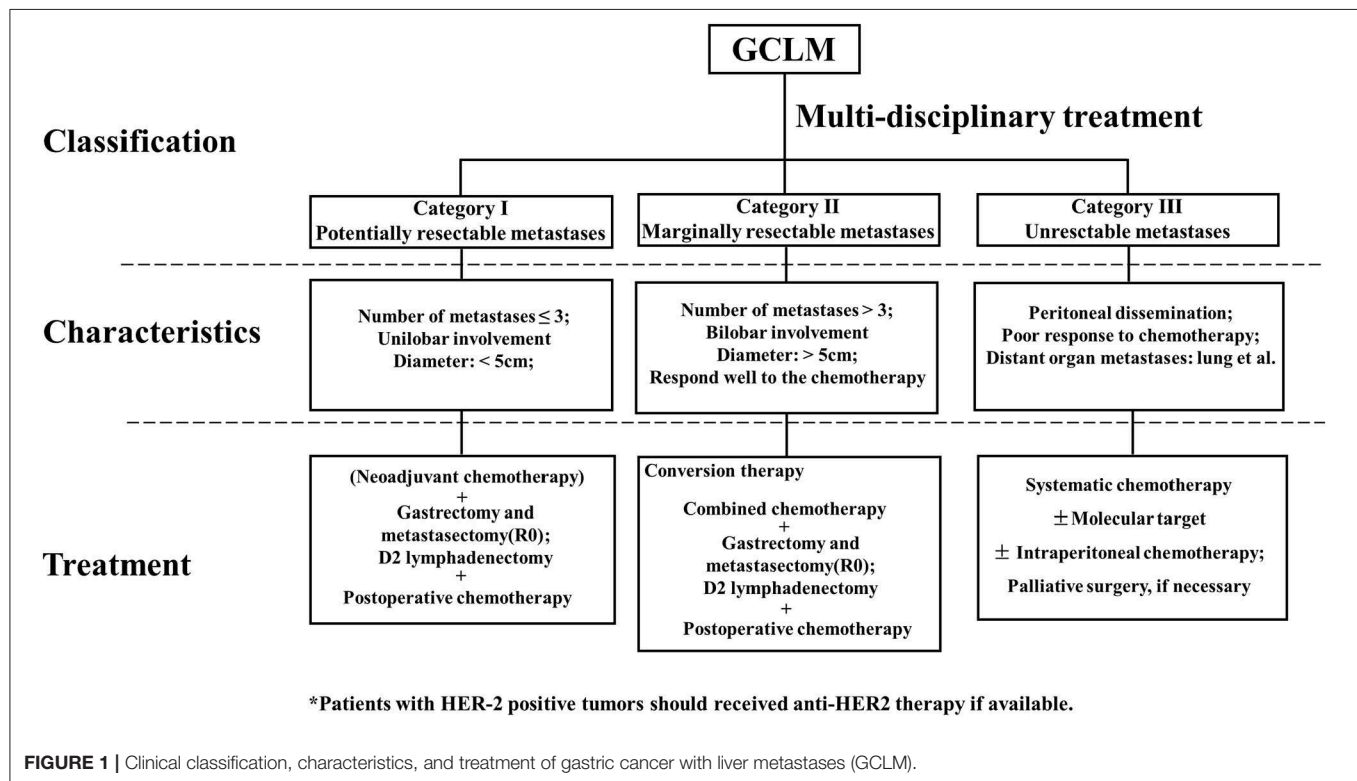 GCLM
Multi-disciplinary treatment
Classification
Category I
Potentially resectable metastases
Category II
Marginally resectable metastases
Category III
Unresctable metastases
Characteristics
Number of metastases ≤ 3;
Unilobar involvement
Diameter: < 5cm;
Number of metastases > 3;
Bilobar involvement
Diameter: > 5cm;
Respond well to the chemotherapy
Peritoneal dissemination;
Poor response to chemotherapy;
Distant organ metastases: lung et al.
Treatment
(Neoadjuvant chemotherapy)
+
Gastrectomy and
metastasectomy(R0);
D2 lymphadenectomy
+
Postoperative chemotherapy
Conversion therapy
Combined chemotherapy
+
Gastrectomy and
metastasectomy(R0);
D2 lymphadenectomy
+
Postoperative chemotherapy
Systematic chemotherapy
± Molecular target
± Intraperitoneal chemotherapy;
Palliative surgery, if necessary
*Patients with HER-2 positive tumors should received anti-HER2 therapy if available.
FIGURE 1 | Clinical classification, characteristics, and treatment of gastric cancer with liver metastases (GCLM).